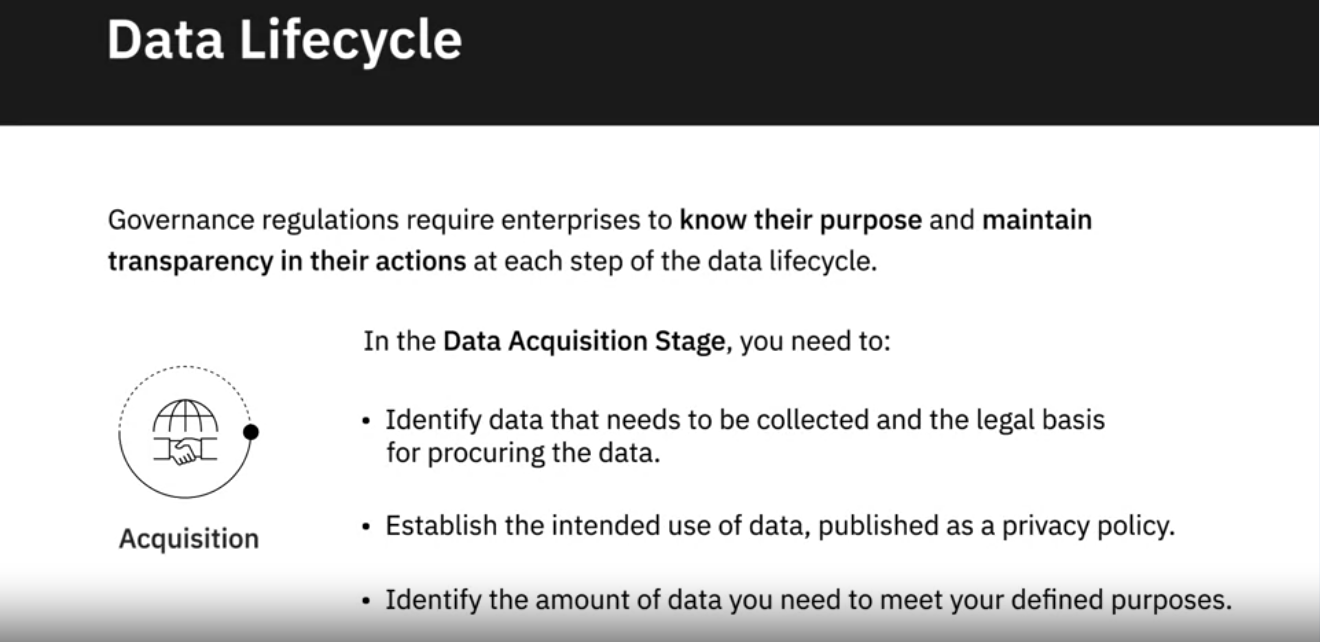 Data Lifecycle
Governance regulations require enterprises to know their purpose and maintain
transparency in their actions at each step of the data lifecycle.
In the Data Acquisition Stage, you need to:
• Identify data that needs to be collected and the legal basis
for procuring the data.
• Establish the intended use of data, published as a privacy policy.
Acquisition
• Identify the amount of data you need to meet your defined purposes.